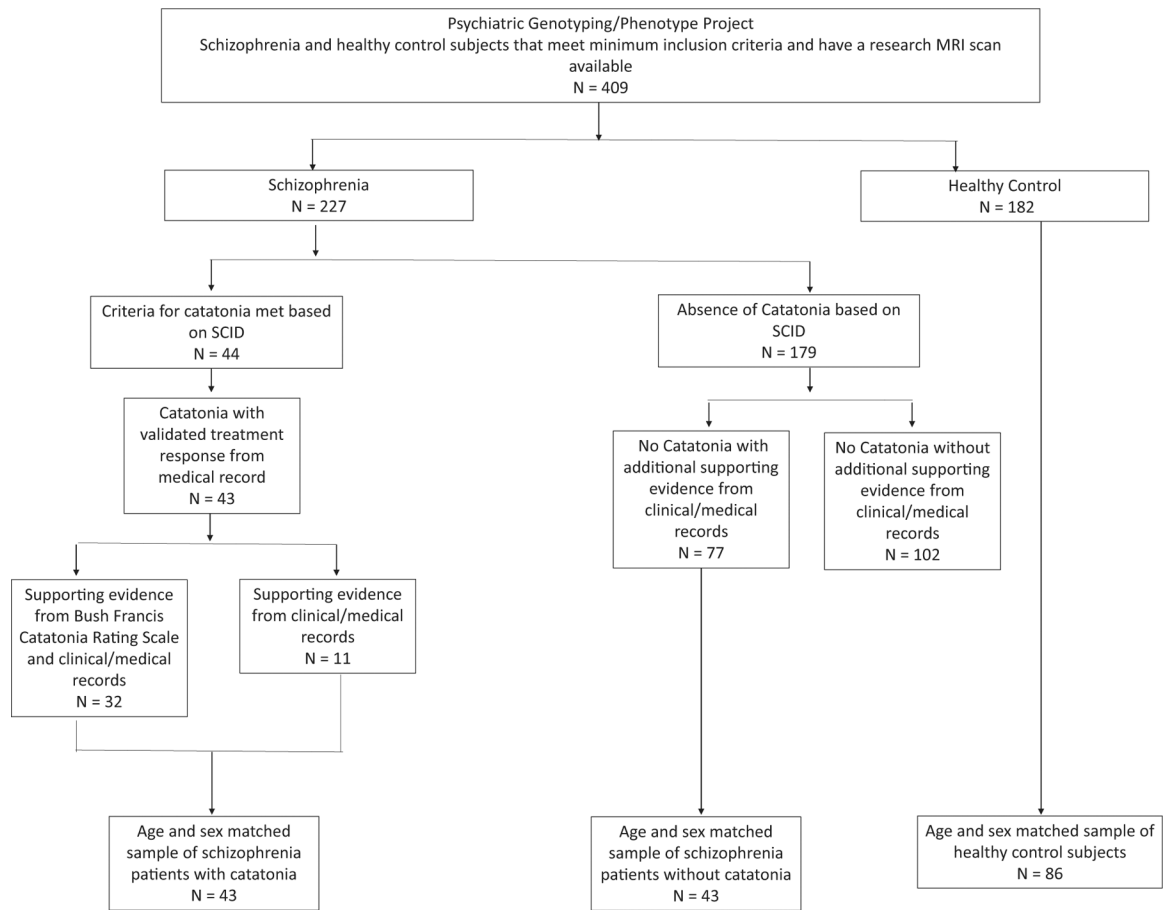 Psychiatric Genotyping/Phenotype Project
Schizophrenia and healthy control subjects that meet minimum inclusion criteria and have a research MRI scan
available
N = 409
Schizophrenia
N = 227
Healthy Control
N = 182
Criteria for catatonia met based
on SCID
N = 44
Absence of Catatonia based on
SCID
N = 179
Catatonia with
validated treatment
response from
medical record
N = 43
No Catatonia with
additional supporting
evidence from
clinical/medical
records
N = 77
No Catatonia without
additional supporting
evidence from
clinical/medical
records
N = 102
Supporting evidence
from Bush Francis
Catatonia Rating Scale
and clinical/medical
records
N = 32
Supporting evidence
from clinical/medical
records
N = 11
Age and sex matched
sample of schizophrenia
patients with catatonia
N = 43
Age and sex matched
sample of schizophrenia
patients without catatonia
N = 43
Age and sex matched sample of
healthy control subjects
N = 86